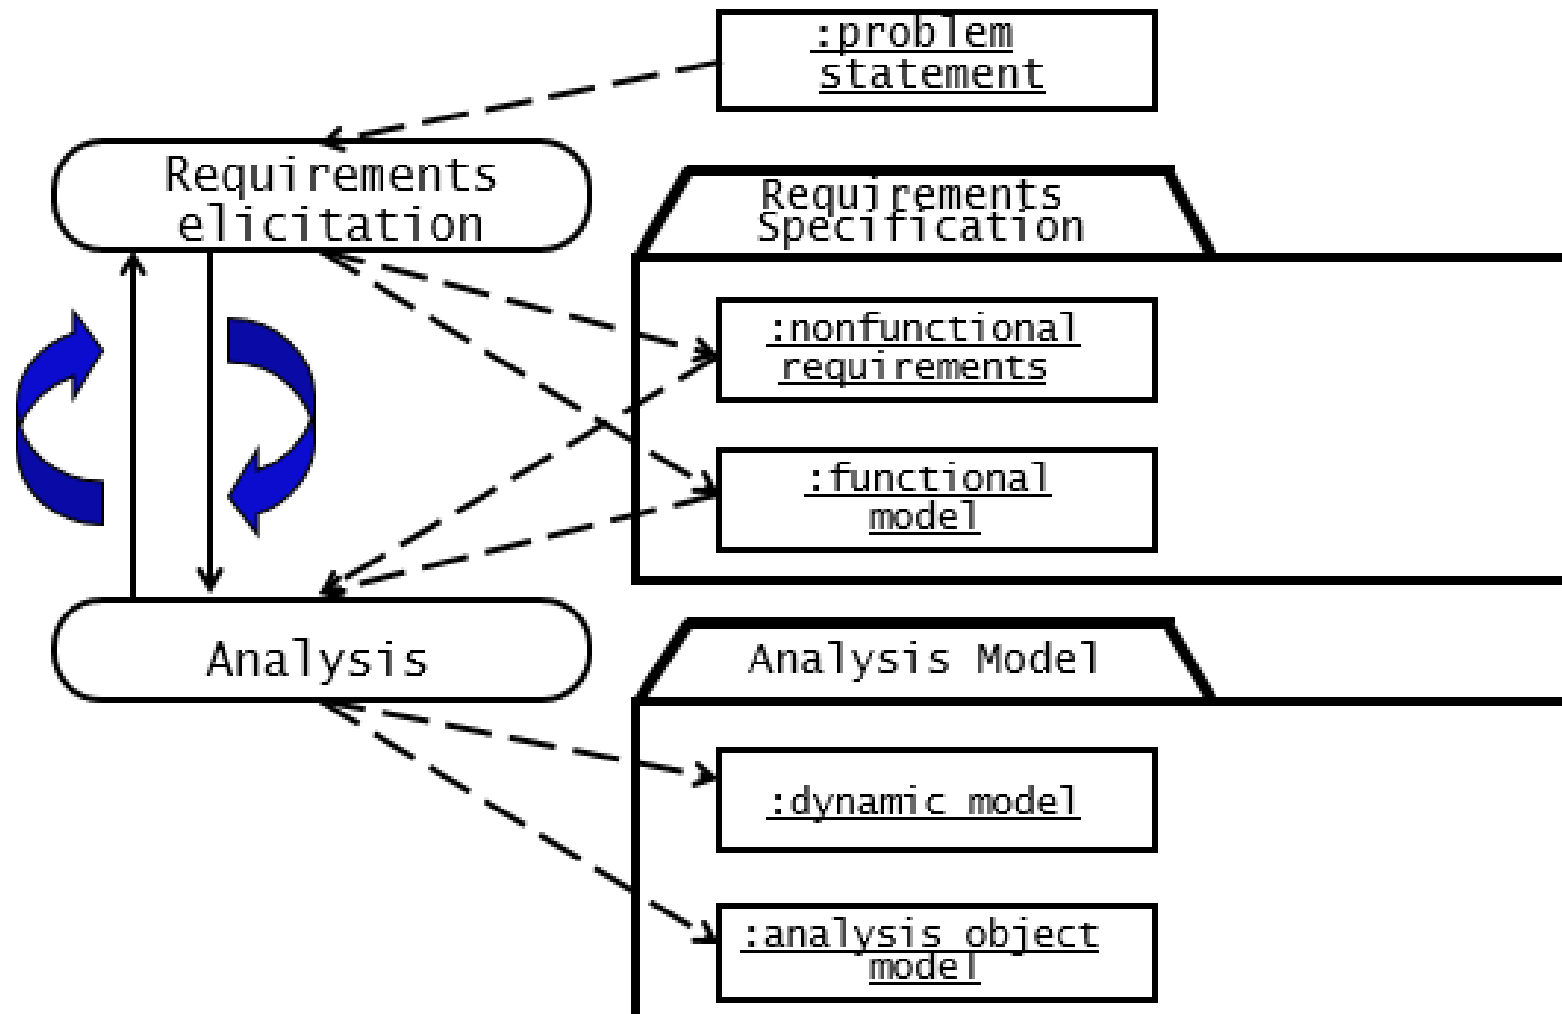 :problem
statement
Requirements
elicitation
Requirements
Specification
:nonfunctional
requirements
:functional
model
Analysis
Analysis Model
:dynamic model
:analysis object
model